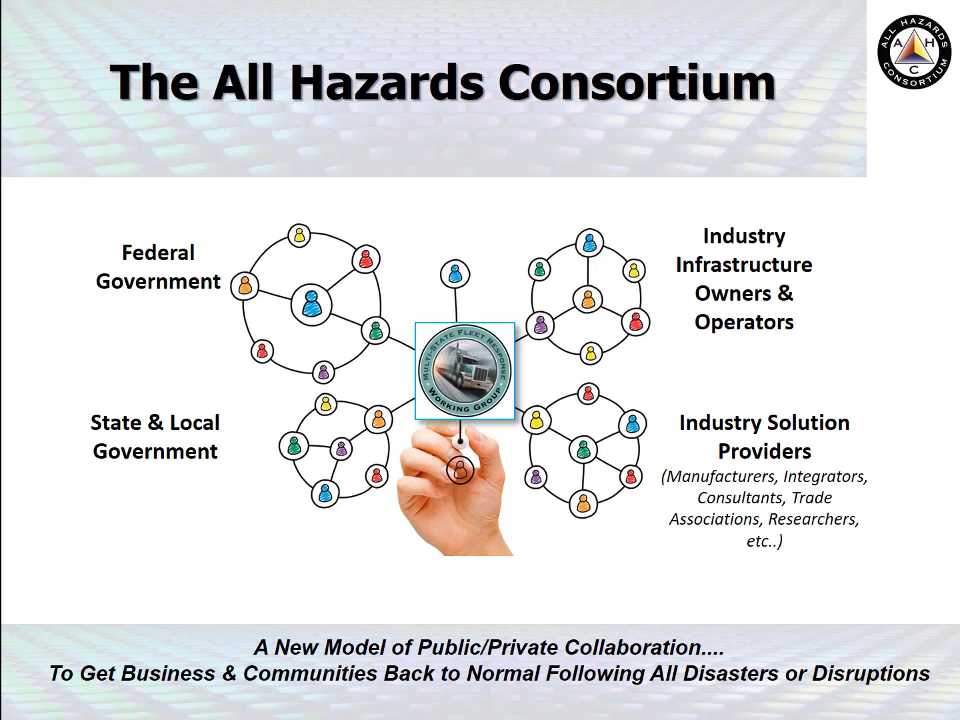 The All Hazards Consortium
ALL HAZARDS
A H
C
CONSORTIUM
Federal
Government
Industry
Infrastructure
Owners &
Operators
MULTI-STATE FLEET RESPONSE
WORKING GROUP
State & Local
Government
Industry Solution
Providers
(Manufacturers, Integrators,
Consultants, Trade
Associations, Researchers,
etc..)
A New Model of Public/Private Collaboration....
To Get Business & Communities Back to Normal Following All Disasters or Disruptions